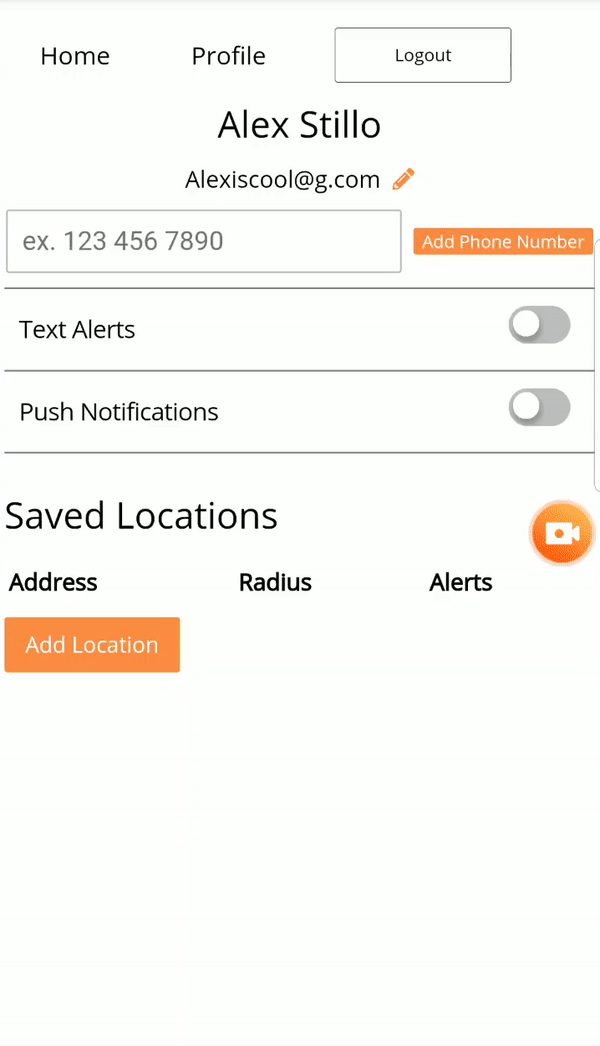 Home Profile Logout
Alex Stillo
Alexiscool@g.com
ex. 123 456 7890 Add Phone Number
Text Alerts
Push Notifications
Saved Locations
Address Radius Alerts
Add Location